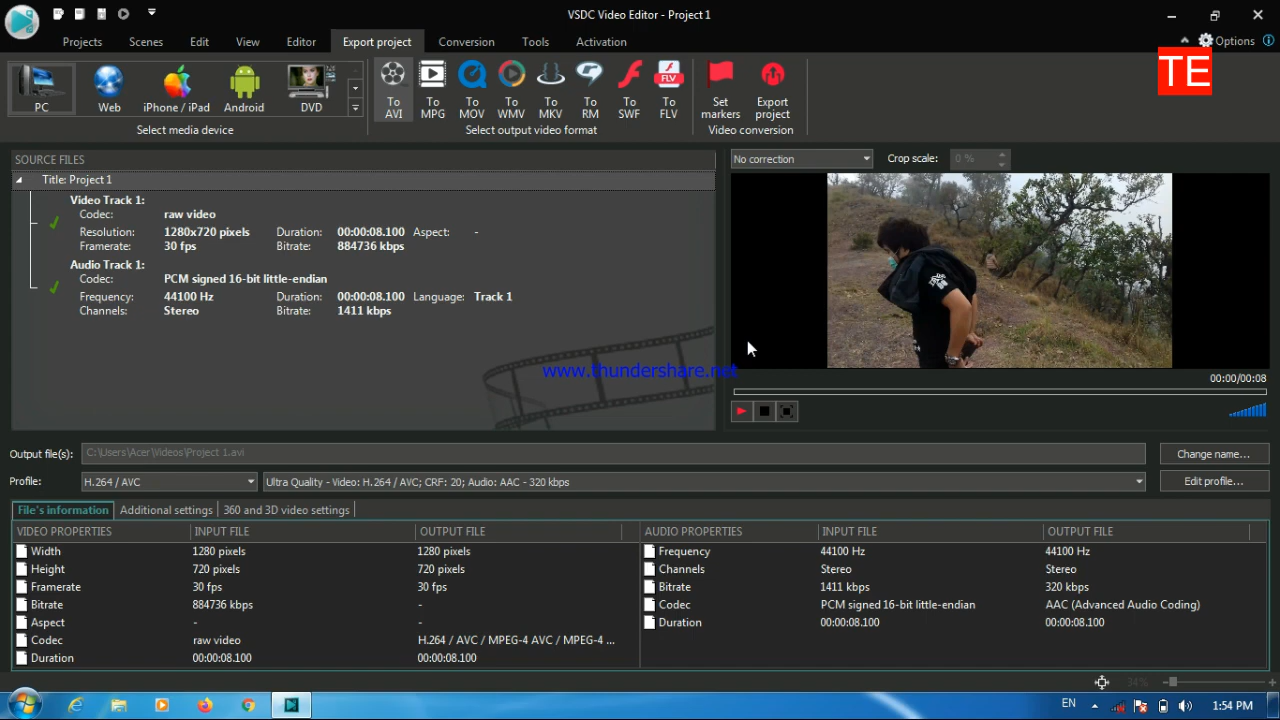 VSDC Video Editor - Project 1
Projects Scenes Edit View Editor Export project Conversion Tools Activation Options
TE
PC Web iPhone / iPad Android DVD
To AVI To MPG To MOV To WMV To MKV To RM To SWF To FLV Set markers Export project
FLV
Select media device Select output video format Video conversion
SOURCE FILES
No correction Crop scale: 0 %
Title: Project 1
Video Track 1:
Codec: raw video
Resolution: 1280x720 pixels Duration: 00:00:08.100 Aspect: -
Framerate: 30 fps Bitrate: 884736 kbps
Audio Track 1:
Codec: PCM signed 16-bit little-endian
Frequency: 44100 Hz Duration: 00:00:08.100 Language: Track 1
Channels: Stereo Bitrate: 1411 kbps
www.thundershare.net
00:00/00:08
Output file(s): C:\Users\Acer\Videos\Project 1.avi Change name...
Profile: H.264 / AVC Ultra Quality - Video: H.264 / AVC; CRF: 20; Audio: AAC - 320 kbps Edit profile...
File's information Additional settings 360 and 3D video settings
VIDEO PROPERTIES INPUT FILE OUTPUT FILE AUDIO PROPERTIES INPUT FILE OUTPUT FILE
Width 1280 pixels 1280 pixels Frequency 44100 Hz 44100 Hz
Height 720 pixels 720 pixels Channels Stereo Stereo
Framerate 30 fps 30 fps Bitrate 1411 kbps 320 kbps
Bitrate 884736 kbps - Codec PCM signed 16-bit little-endian AAC (Advanced Audio Coding)
Aspect - - Duration 00:00:08.100 00:00:08.100
Codec raw video H.264 / AVC / MPEG-4 AVC / MPEG-4 ...
Duration 00:00:08.100 00:00:08.100
34%
EN 1:54 PM